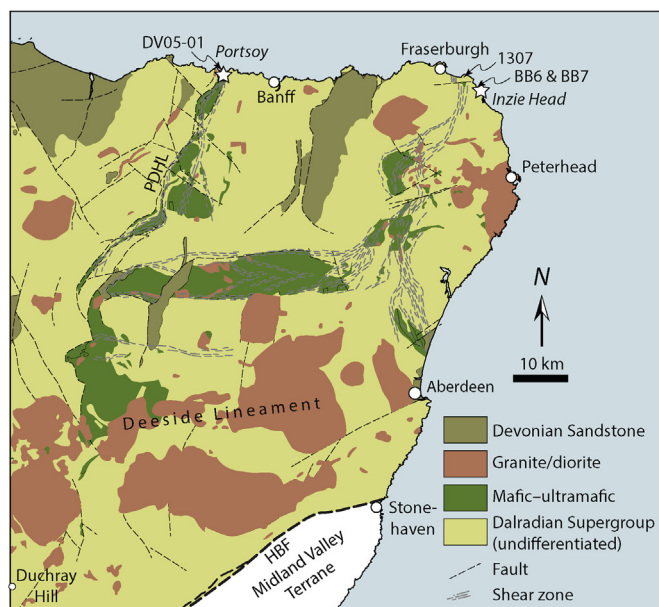 DV05-01
Portsoy
Banff
Fraserburgh
1307
BB6 & BB7
Inzie Head
PDHL
Peterhead
N
10 km
Aberdeen
Deeside Lineament
Devonian Sandstone
Granite/diorite
Mafic–ultramafic
Dalradian Supergroup
(undifferentiated)
Fault
Shear zone
Stone-
haven
HBF
Midland Valley
Terrane
Duchray
Hill